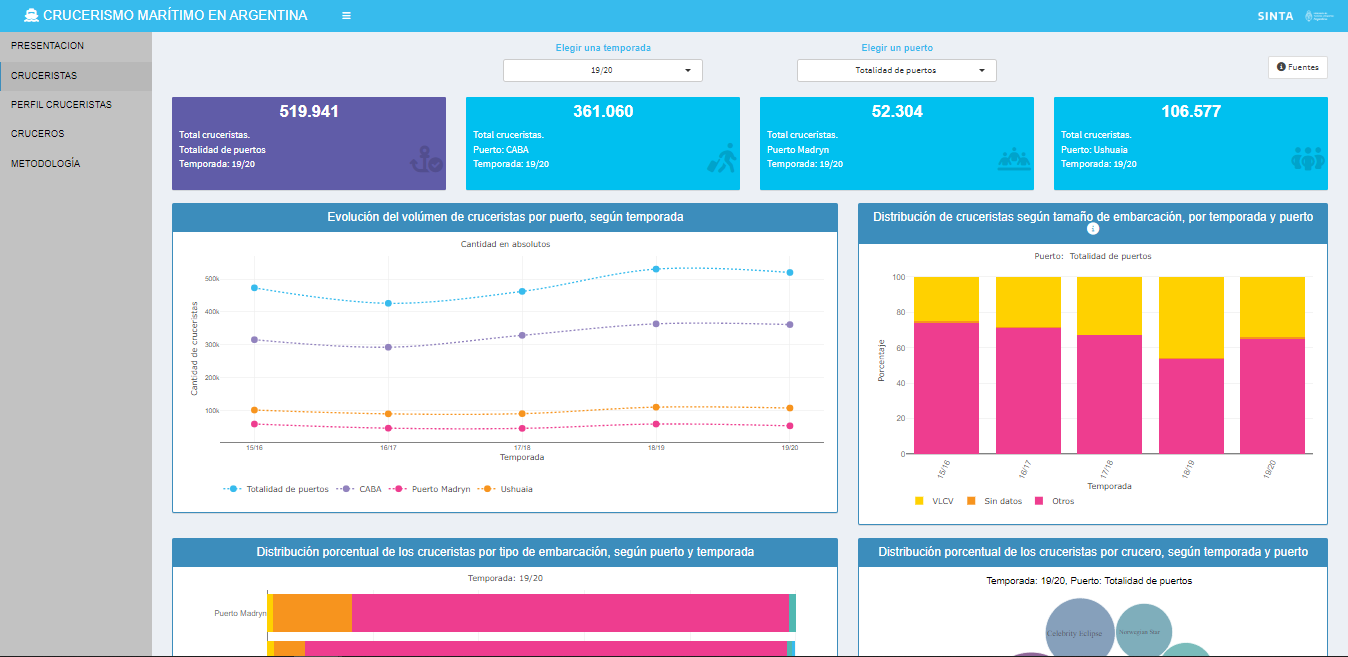 CRUCERISMO MARÍTIMO EN ARGENTINA
SINTA
PRESENTACION
CRUCERISTAS
PERFIL CRUCERISTAS
CRUCEROS
METODOLOGÍA
Elegir una temporada
19/20
Elegir un puerto
Totalidad de puertos
Fuentes
519.941
Total cruceristas.
Totalidad de puertos
Temporada: 19/20
361.060
Total cruceristas.
Puerto: CABA
Temporada: 19/20
52.304
Total cruceristas.
Puerto Madryn
Temporada: 19/20
106.577
Total cruceristas.
Puerto: Ushuaia
Temporada: 19/20
Evolución del volúmen de cruceristas por puerto, según temporada
Cantidad en absolutos
Cantidad de cruceristas
500k
400k
300k
200k
100k
15/16 16/17 17/18 18/19 19/20
Temporada
Totalidad de puertos CABA Puerto Madryn Ushuaia
Distribución de cruceristas según tamaño de embarcación, por temporada y puerto
Puerto: Totalidad de puertos
Porcentaje
100
80
60
40
20
0
15/16 16/17 17/18 18/19 19/20
Temporada
VLCV Sin datos Otros
Distribución porcentual de los cruceristas por tipo de embarcación, según puerto y temporada
Temporada: 19/20
Puerto Madryn
Distribución porcentual de los cruceristas por crucero, según temporada y puerto
Temporada: 19/20, Puerto: Totalidad de puertos
Celebrity Eclipse
Norwegian Star